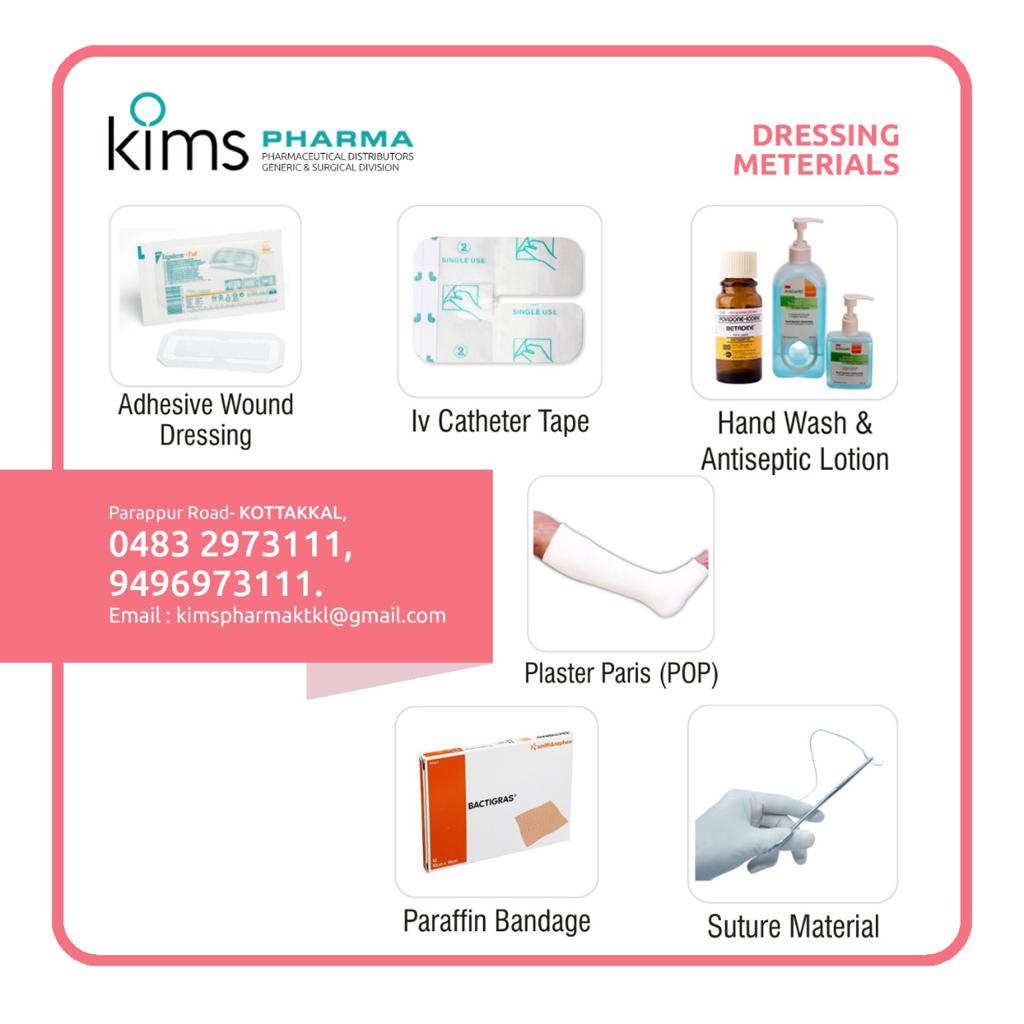 kims PHARMA
PHARMACEUTICAL DISTRIBUTORS
GENERIC & SURGICAL DIVISION
DRESSING
METERIALS
Adhesive Wound
Dressing
2
SINGLE USE
SINGLE USE
2
Iv Catheter Tape
POVIDONE-IODINE
BETADINE
Hand Wash &
Antiseptic Lotion
Parappur Road- KOTTAKKAL,
0483 2973111,
9496973111.
Email : kimspharmaktkl@gmail.com
Plaster Paris (POP)
smith&nephew
BACTIGRAS
Paraffin Bandage
Suture Material